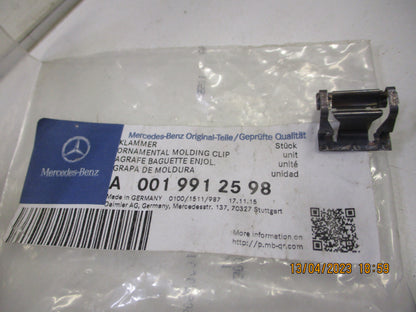 Mercedes-Benz Original-Teile/Geprüfte Qualität
KLAMMER
Stück
ORNAMENTAL MOLDING CLIP
unit
AGRAFE BAGUETTE ENJOL.
unité
GRAPA DE MOLDURA
unidad
A 001 991 25 98
Mercedes-Benz
Made in GERMANY 0100/1511/987 17.11.15
Daimler AG, Germany, Mercedesstr. 137, 70327 Stuttgart
More information on
http://p.mb-qr.com
13/04/2023 18:59